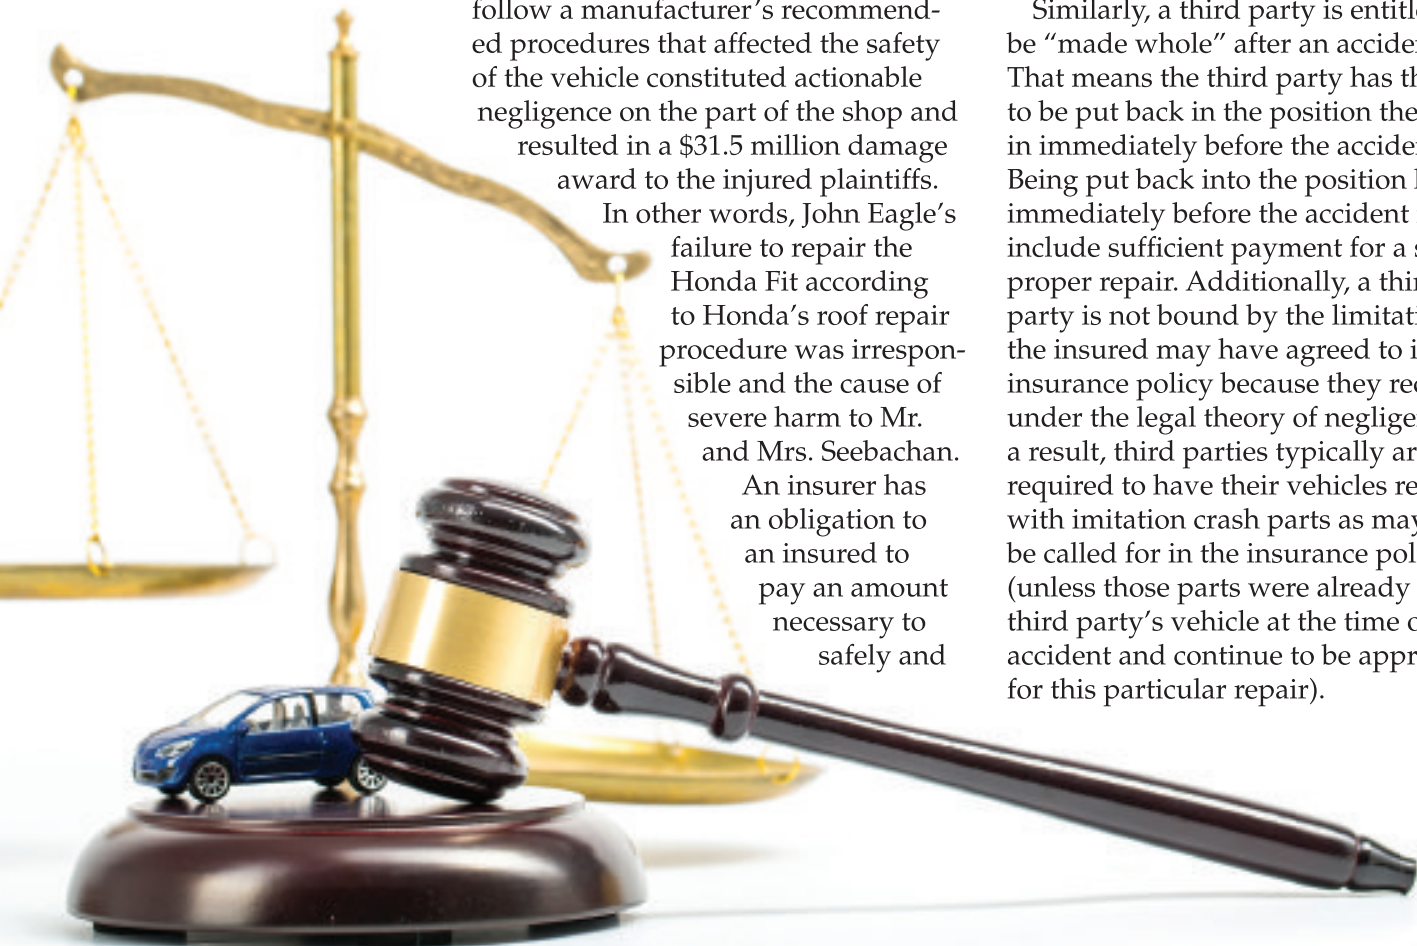 follow a manufacturer’s recommend-
ed procedures that affected the safety
of the vehicle constituted actionable
negligence on the part of the shop and
resulted in a $31.5 million damage
award to the injured plaintiffs.
In other words, John Eagle’s
failure to repair the
Honda Fit according
to Honda’s roof repair
procedure was irrespon-
sible and the cause of
severe harm to Mr.
and Mrs. Seebachan.
An insurer has
an obligation to
an insured to
pay an amount
necessary to
safely and
Similarly, a third party is
be “made whole” after an
That means the third party has
to be put back in the position
in immediately before the
Being put back into the position
immediately before the accident
include sufficient payment for a
proper repair. Additionally, a
party is not bound by the
the insured may have agreed to
insurance policy because they
under the legal theory of
a result, third parties typically
required to have their vehicles
with imitation crash parts as may
be called for in the insurance
(unless those parts were already
third party’s vehicle at the time
accident and continue to be
for this particular repair).